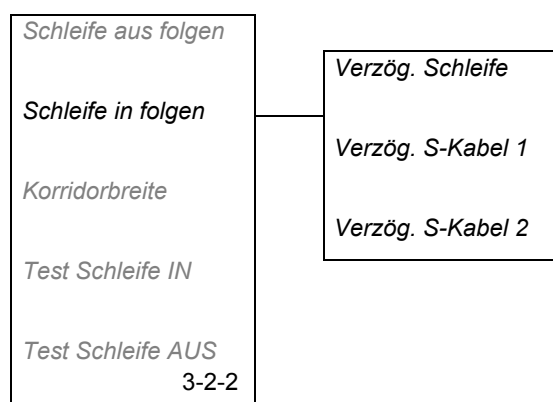 Schleife aus folgen
Schleife in folgen
Korridorbreite
Test Schleife IN
Test Schleife AUS
3-2-2
Verzög. Schleife
Verzög. S-Kabel 1
Verzög. S-Kabel 2